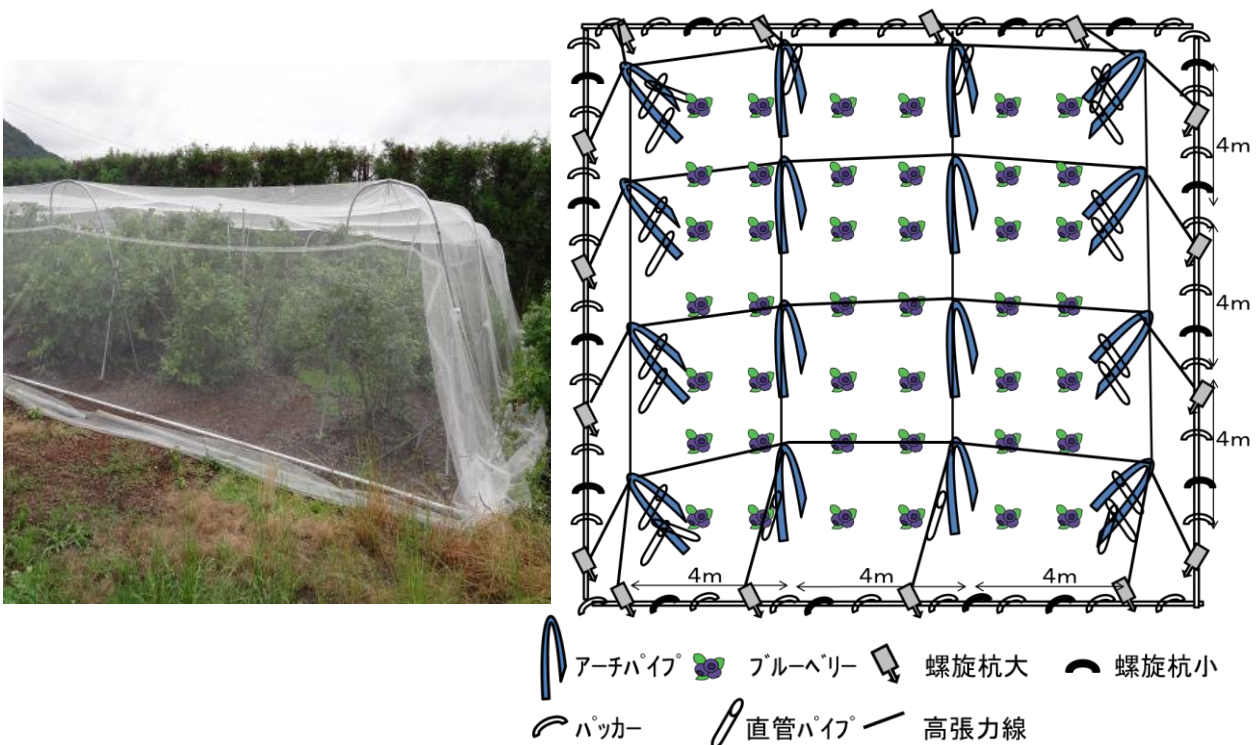 4m
4m
4m
4m
4m
4m
アーチパイプ
ブルーベリー
螺旋杭大
螺旋杭小
パッカー
直管パイプ
高張力線